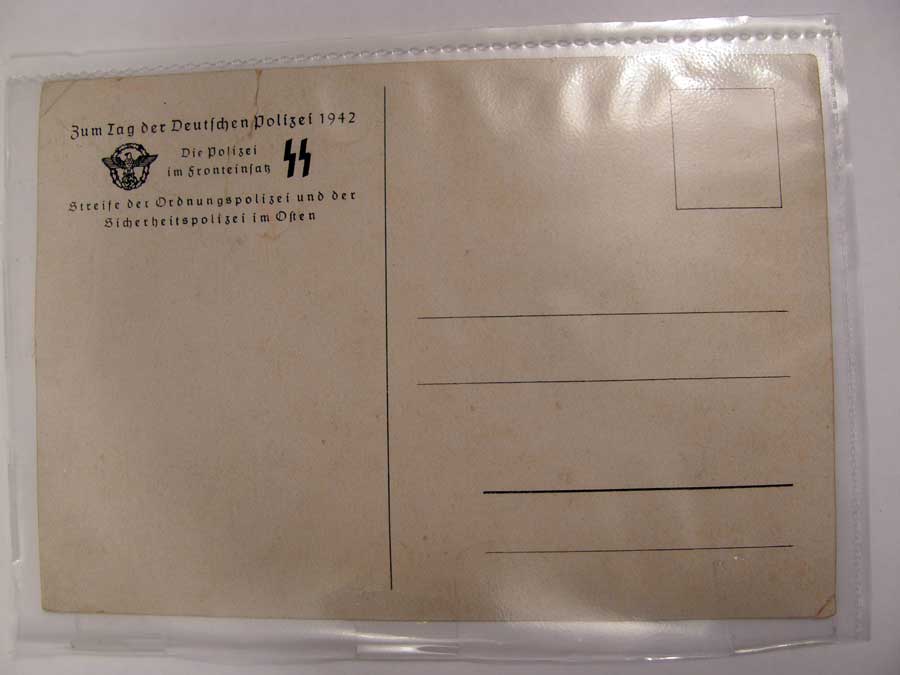 Zum Tag der Deutſchen Polizei 1942
Die Polizei
im Fronteinſatz
Streife der Ordnungspolizei und der
Sicherheitspolizei im Oſten